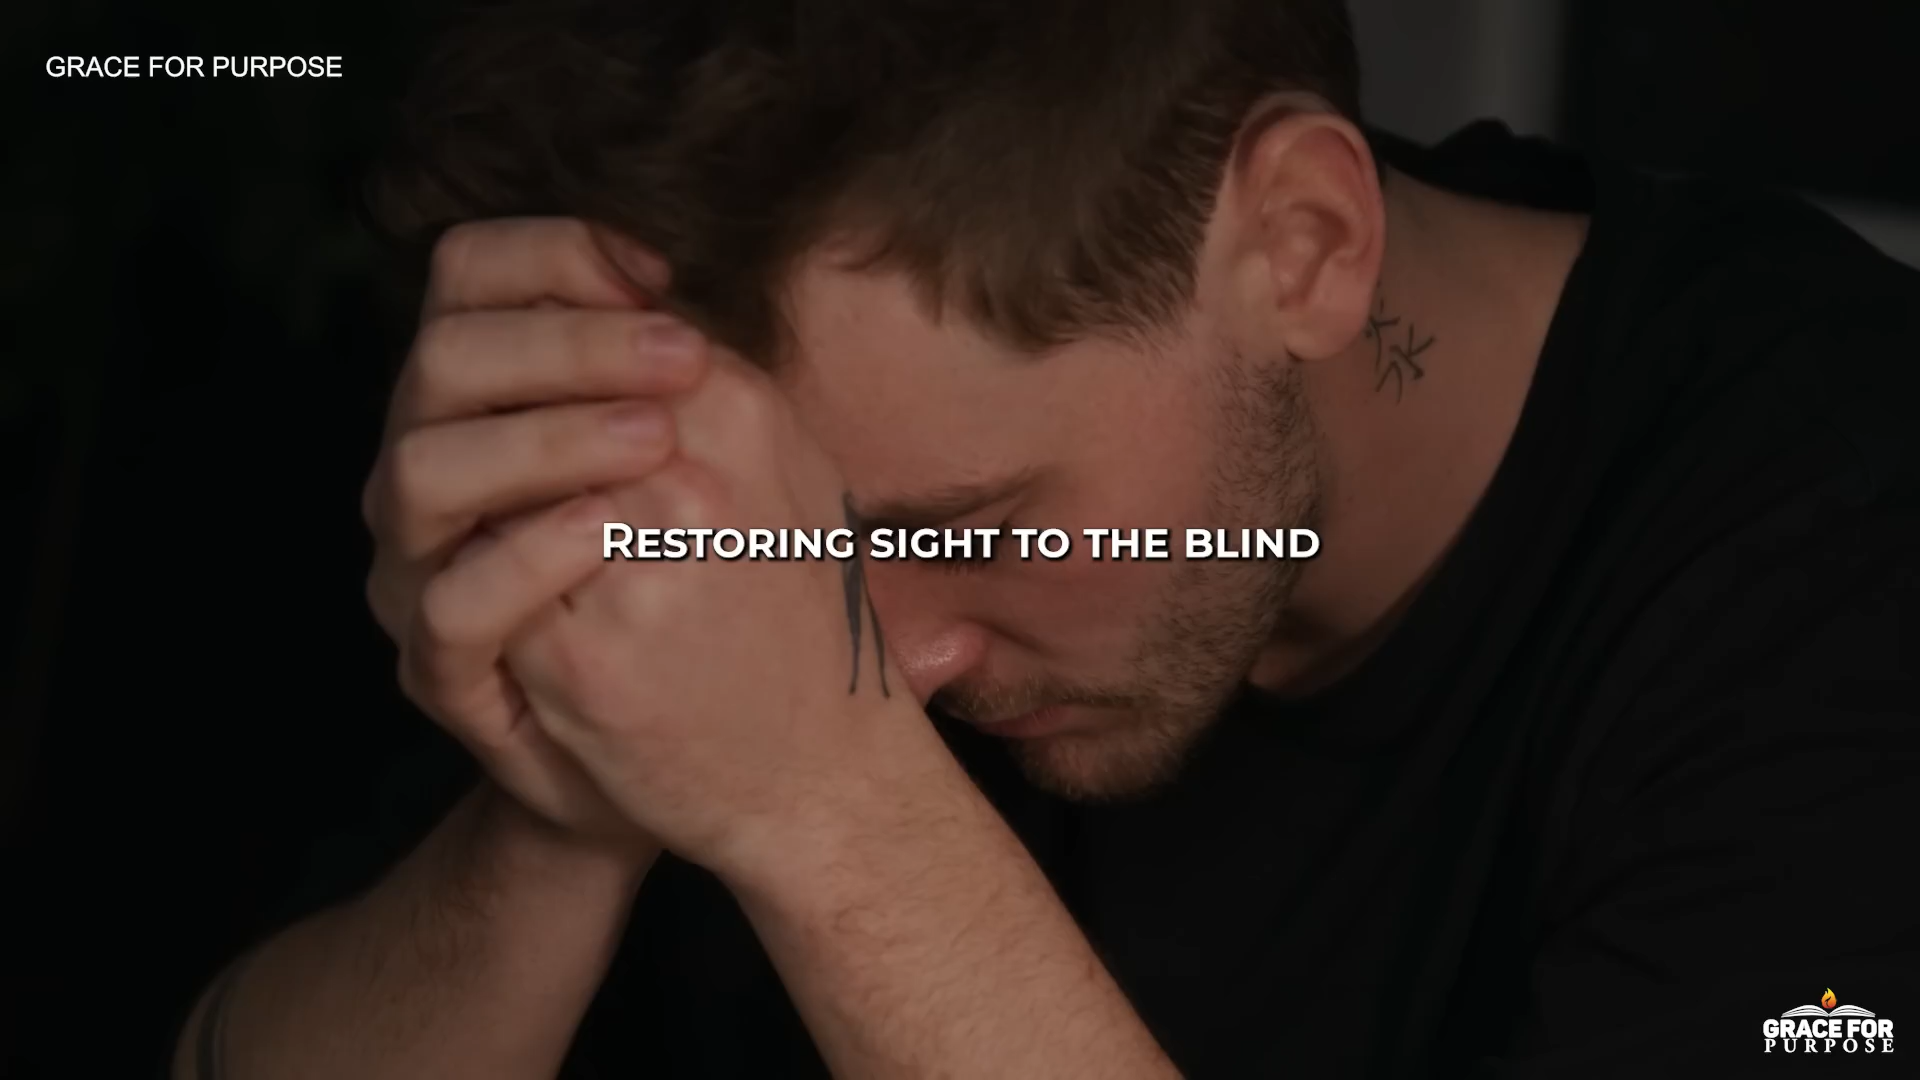 GRACE FOR PURPOSE
RESTORING SIGHT TO THE BLIND
GRACE FOR
PURPOSE